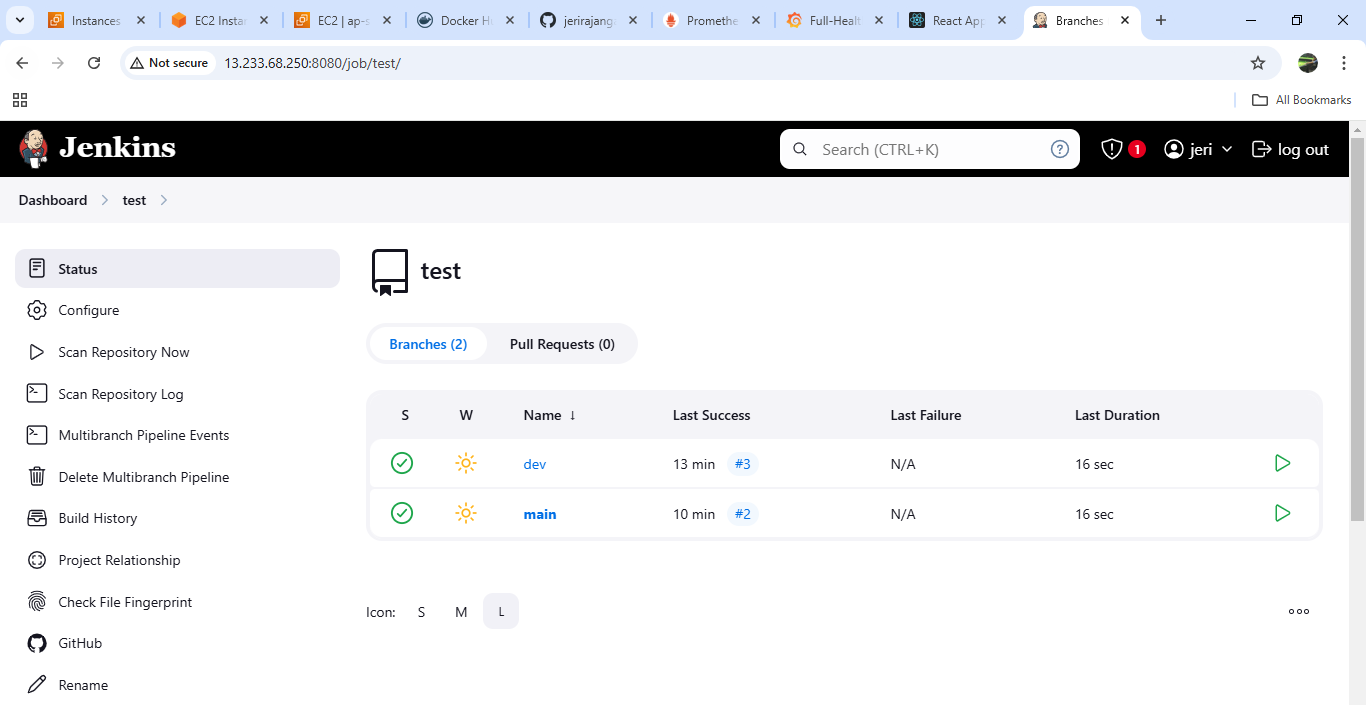 Instances
EC2 Instan
EC2 | ap-s
Docker Hu
jerirajang
Promethe
Full-Healt
React App
Branches
Not secure
13.233.68.250:8080/job/test/
All Bookmarks
Jenkins
Search (CTRL+K)
?
1
jeri
log out
Dashboard
test
Status
Configure
Scan Repository Now
Scan Repository Log
Multibranch Pipeline Events
Delete Multibranch Pipeline
Build History
Project Relationship
Check File Fingerprint
GitHub
Rename
test
Branches (2)
Pull Requests (0)
S W Name ↓ Last Success Last Failure Last Duration
dev 13 min #3 N/A 16 sec
main 10 min #2 N/A 16 sec
Icon: S M L